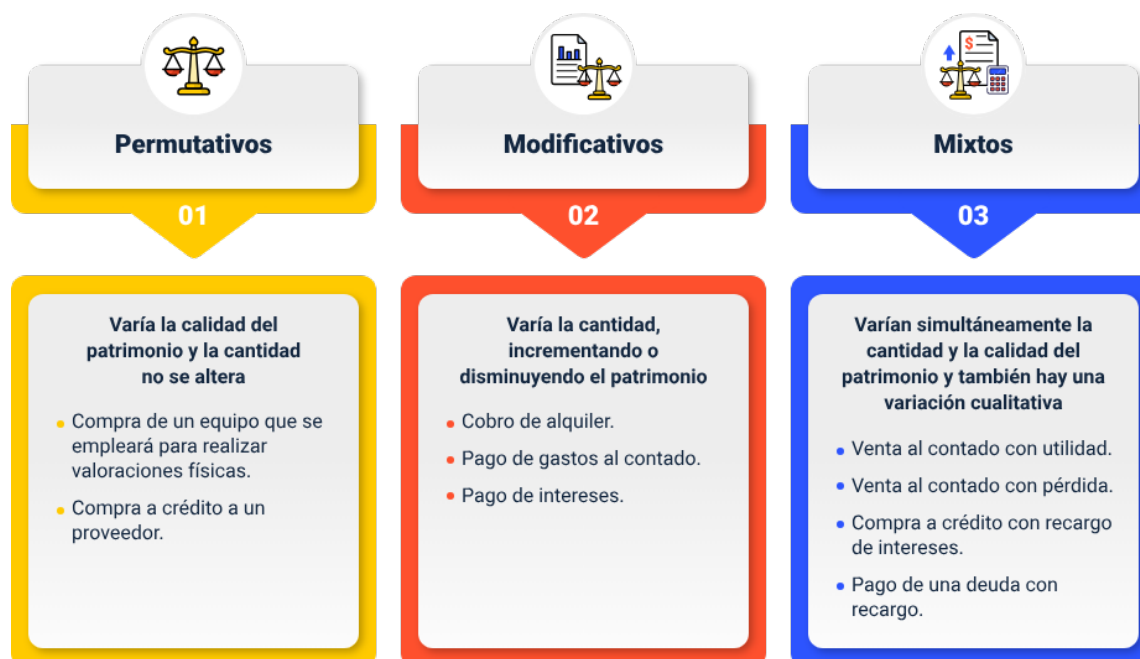 Permutativos
01
Varía la calidad del
patrimonio y la cantidad
no se altera
Compra de un equipo que se
empleará para realizar
valoraciones físicas.
Compra a crédito a un
proveedor.
Modificativos
02
Varía la cantidad,
incrementando o
disminuyendo el patrimonio
Cobro de alquiler.
Pago de gastos al contado.
Pago de intereses.
$
Mixtos
03
Varían simultáneamente la
cantidad y la calidad del
patrimonio y también hay una
variación cualitativa
Venta al contado con utilidad.
Venta al contado con pérdida.
Compra a crédito con recargo
de intereses.
Pago de una deuda con
recargo.